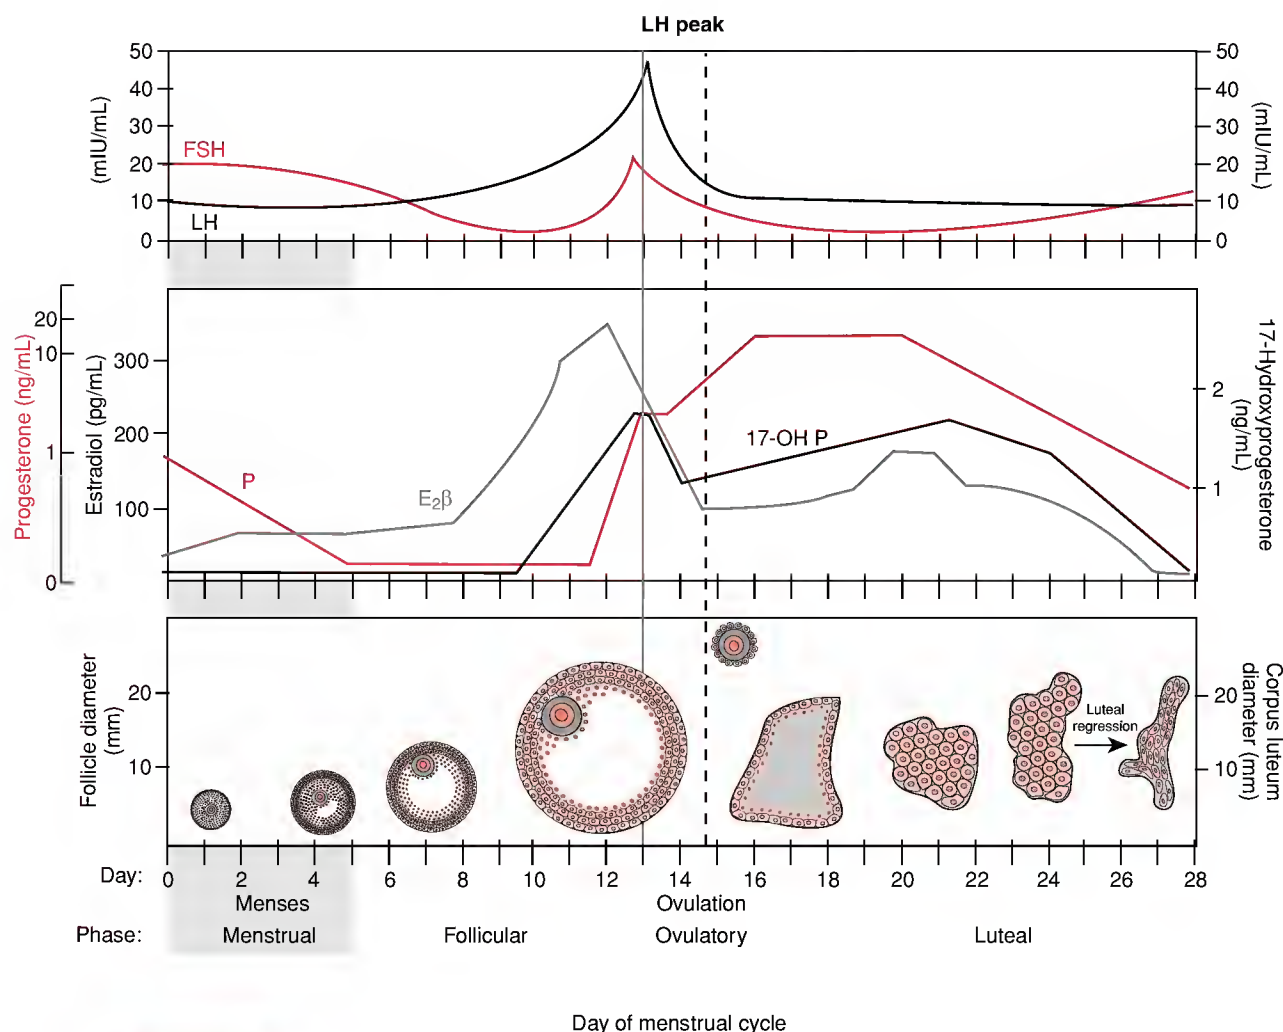 LH peak
50
40
30
20
10
0
(mIU/mL)
FSH
LH
50
40
30
20
10
0
(mIU/mL)
Progesterone (ng/mL)
20
10
1
0
Estradiol (pg/mL)
300
200
100
P
E₂β
17-OH P
2
1
17-Hydroxyprogesterone
(ng/mL)
Follicle diameter
(mm)
20
10
Luteal
regression
20
10
Corpus luteum
diameter (mm)
Day:
0 2 4 6 8 10 12 14 16 18 20 22 24 26 28
Menses Ovulation
Phase: Menstrual Follicular Ovulatory Luteal
Day of menstrual cycle